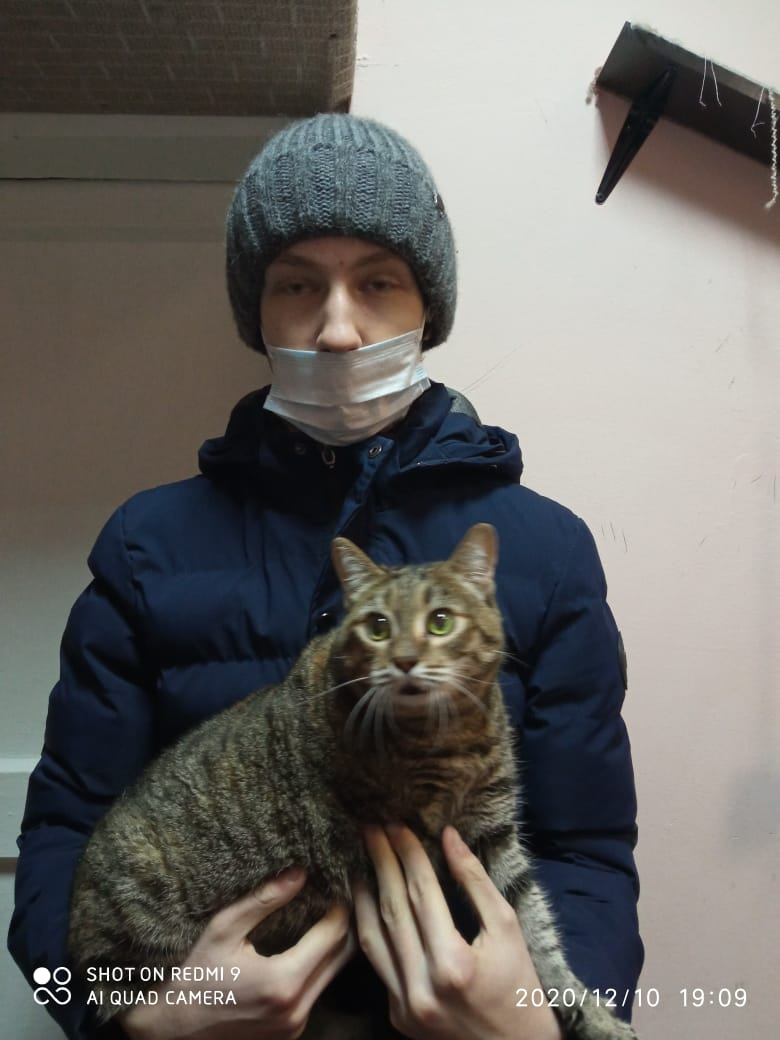 SHOT ON REDMI 9
AI QUAD CAMERA
2020/12/10 19:09